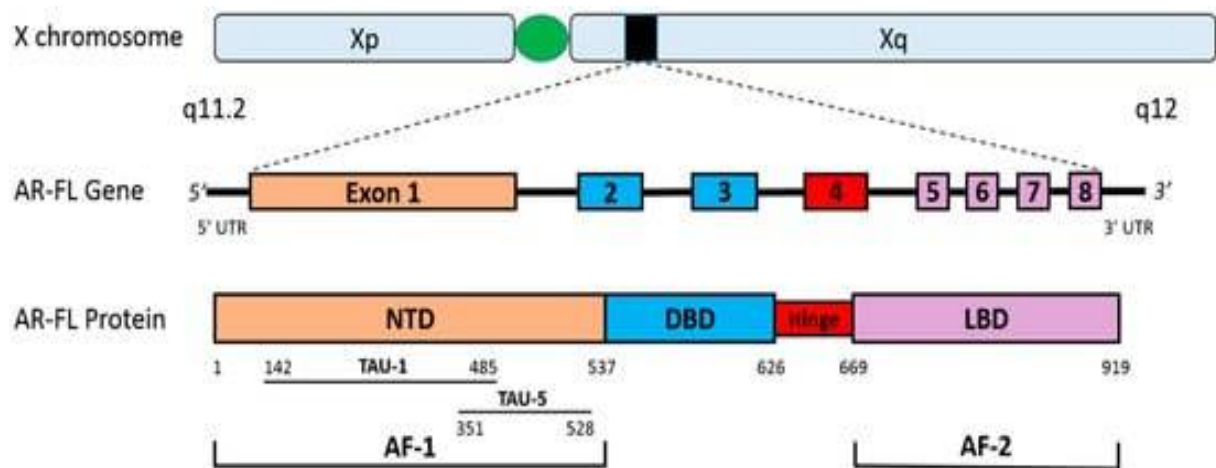 X chromosome Xp Xq
q11.2 q12
AR-FL Gene 5' Exon 1 2 3 4 5 6 7 8 3'
5' UTR 3' UTR
AR-FL Protein NTD DBD Hinge LBD
1 142 TAU-1 485 537 626 669 919
TAU-5
351 528
AF-1 AF-2